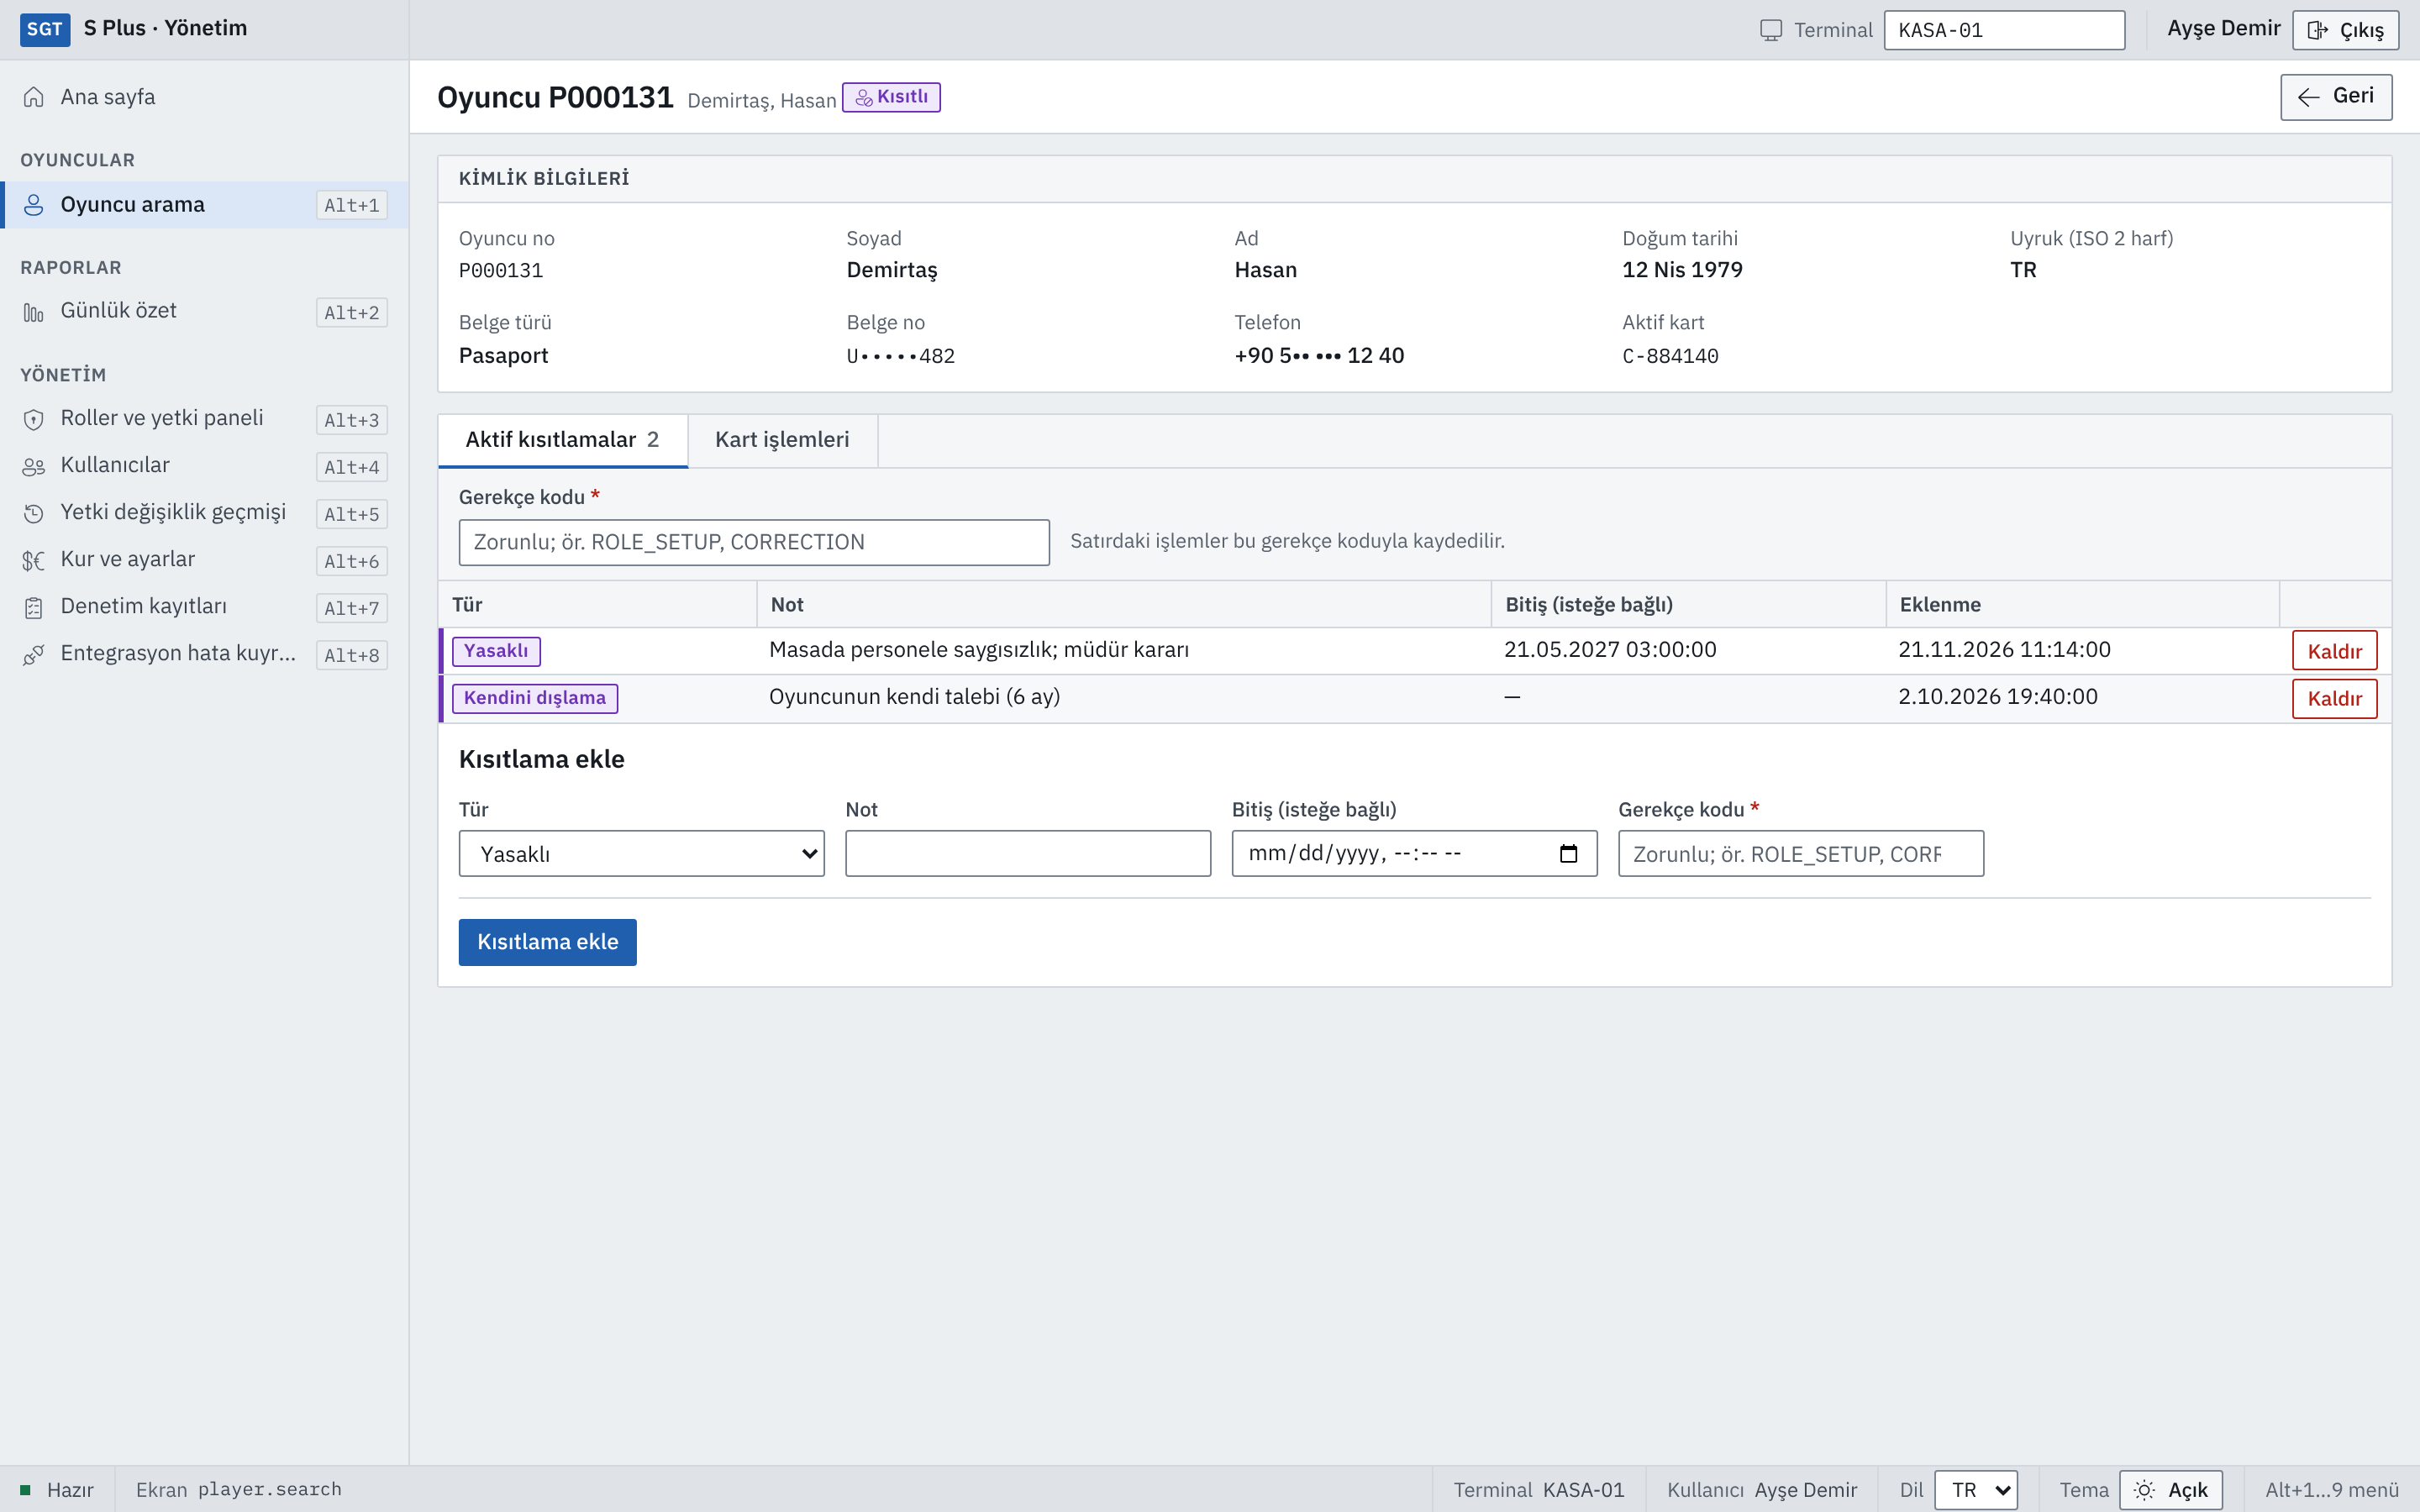 SGT S Plus · Yönetim
Terminal KASA-01 Ayşe Demir Çıkış
Ana sayfa
OYUNCULAR
Oyuncu arama Alt+1
RAPORLAR
Günlük özet Alt+2
YÖNETİM
Roller ve yetki paneli Alt+3
Kullanıcılar Alt+4
Yetki değişiklik geçmişi Alt+5
Kur ve ayarlar Alt+6
Denetim kayıtları Alt+7
Entegrasyon hata kuyr... Alt+8
Oyuncu P000131 Demirtaş, Hasan Kısıtlı
Geri
KİMLİK BİLGİLERİ
Oyuncu no Soyad Ad Doğum tarihi Uyruk (ISO 2 harf)
P000131 Demirtaş Hasan 12 Nis 1979 TR
Belge türü Belge no Telefon Aktif kart
Pasaport U•••••482 +90 5•• ••• 12 40 C-884140
Aktif kısıtlamalar 2 Kart işlemleri
Gerekçe kodu *
Zorunlu; ör. ROLE_SETUP, CORRECTION Satırdaki işlemler bu gerekçe koduyla kaydedilir.
Tür Not Bitiş (isteğe bağlı) Eklenme
Yasaklı Masada personele saygısızlık; müdür kararı 21.05.2027 03:00:00 21.11.2026 11:14:00 Kaldır
Kendini dışlama Oyuncunun kendi talebi (6 ay) — 2.10.2026 19:40:00 Kaldır
Kısıtlama ekle
Tür Not Bitiş (isteğe bağlı) Gerekçe kodu *
Yasaklı mm/dd/yyyy, --:-- -- Zorunlu; ör. ROLE_SETUP, CORF
Kısıtlama ekle
Hazır Ekran player.search Terminal KASA-01 Kullanıcı Ayşe Demir Dil TR Tema Açık Alt+1...9 menü